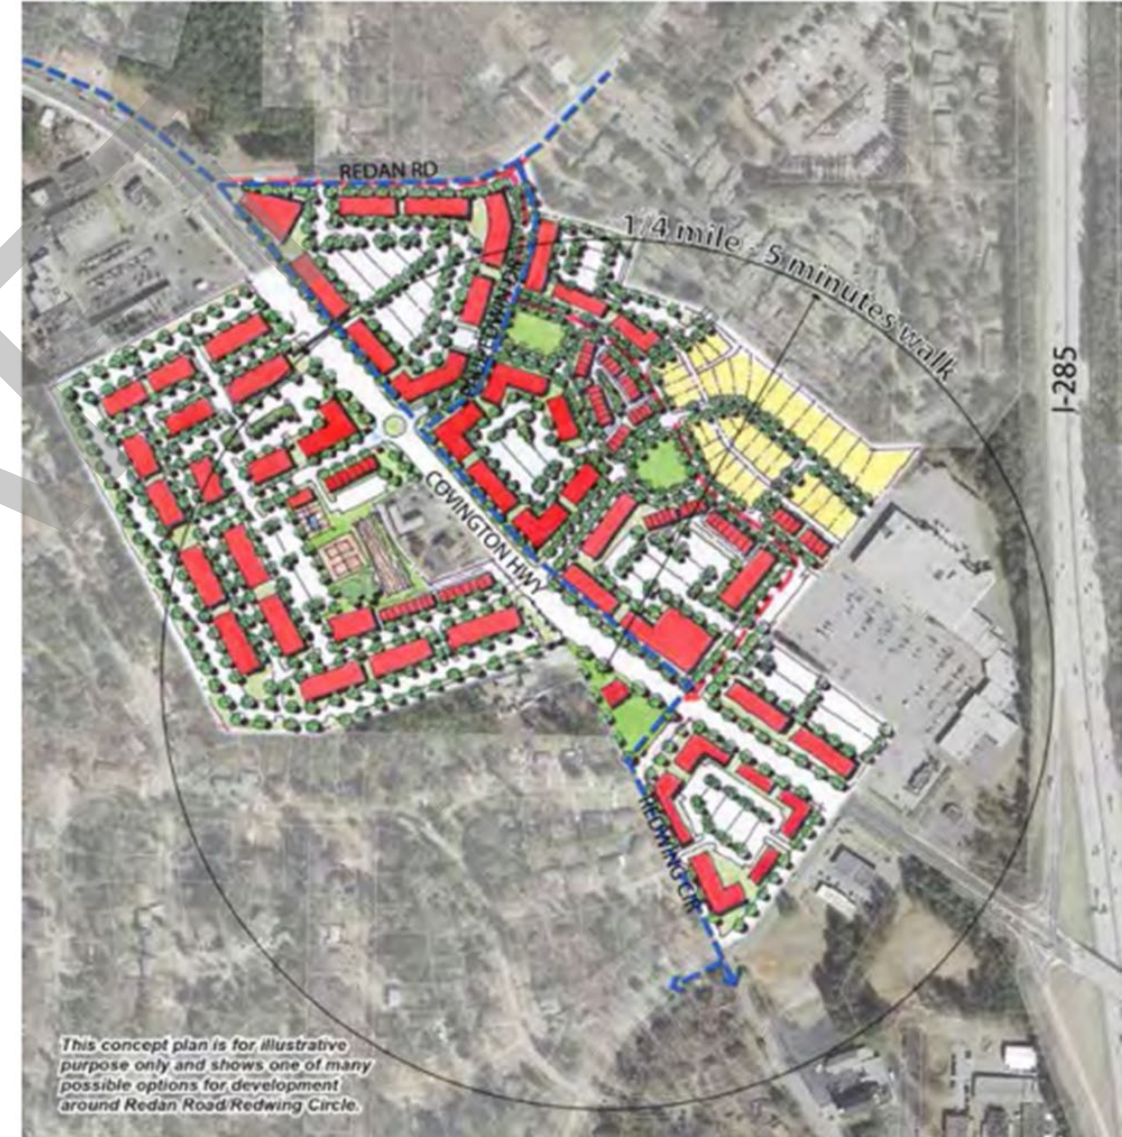 REDAN RD
1/4 mile - 5 minutes walk
I-285
COVINGTON HWY
REDWING CIR
This concept plan is for illustrative
purpose only and shows one of many
possible options for development
around Redan Road/Redwing Circle.